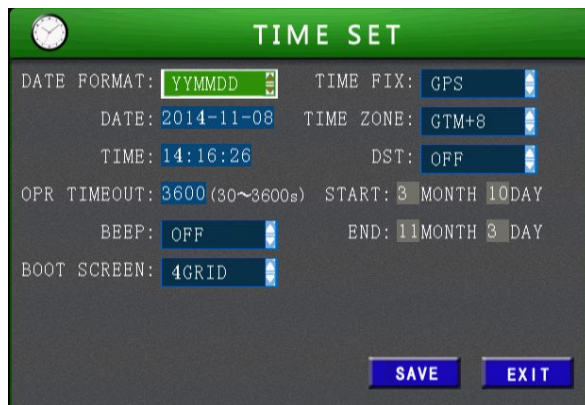 TIME SET
DATE FORMAT: YYMMDD TIME FIX: GPS
DATE: 2014-11-08 TIME ZONE: GTM+8
TIME: 14:16:26 DST: OFF
OPR TIMEOUT: 3600 (30~3600s) START: 3 MONTH 10 DAY
BEEP: OFF END: 11 MONTH 3 DAY
BOOT SCREEN: 4GRID
SAVE EXIT